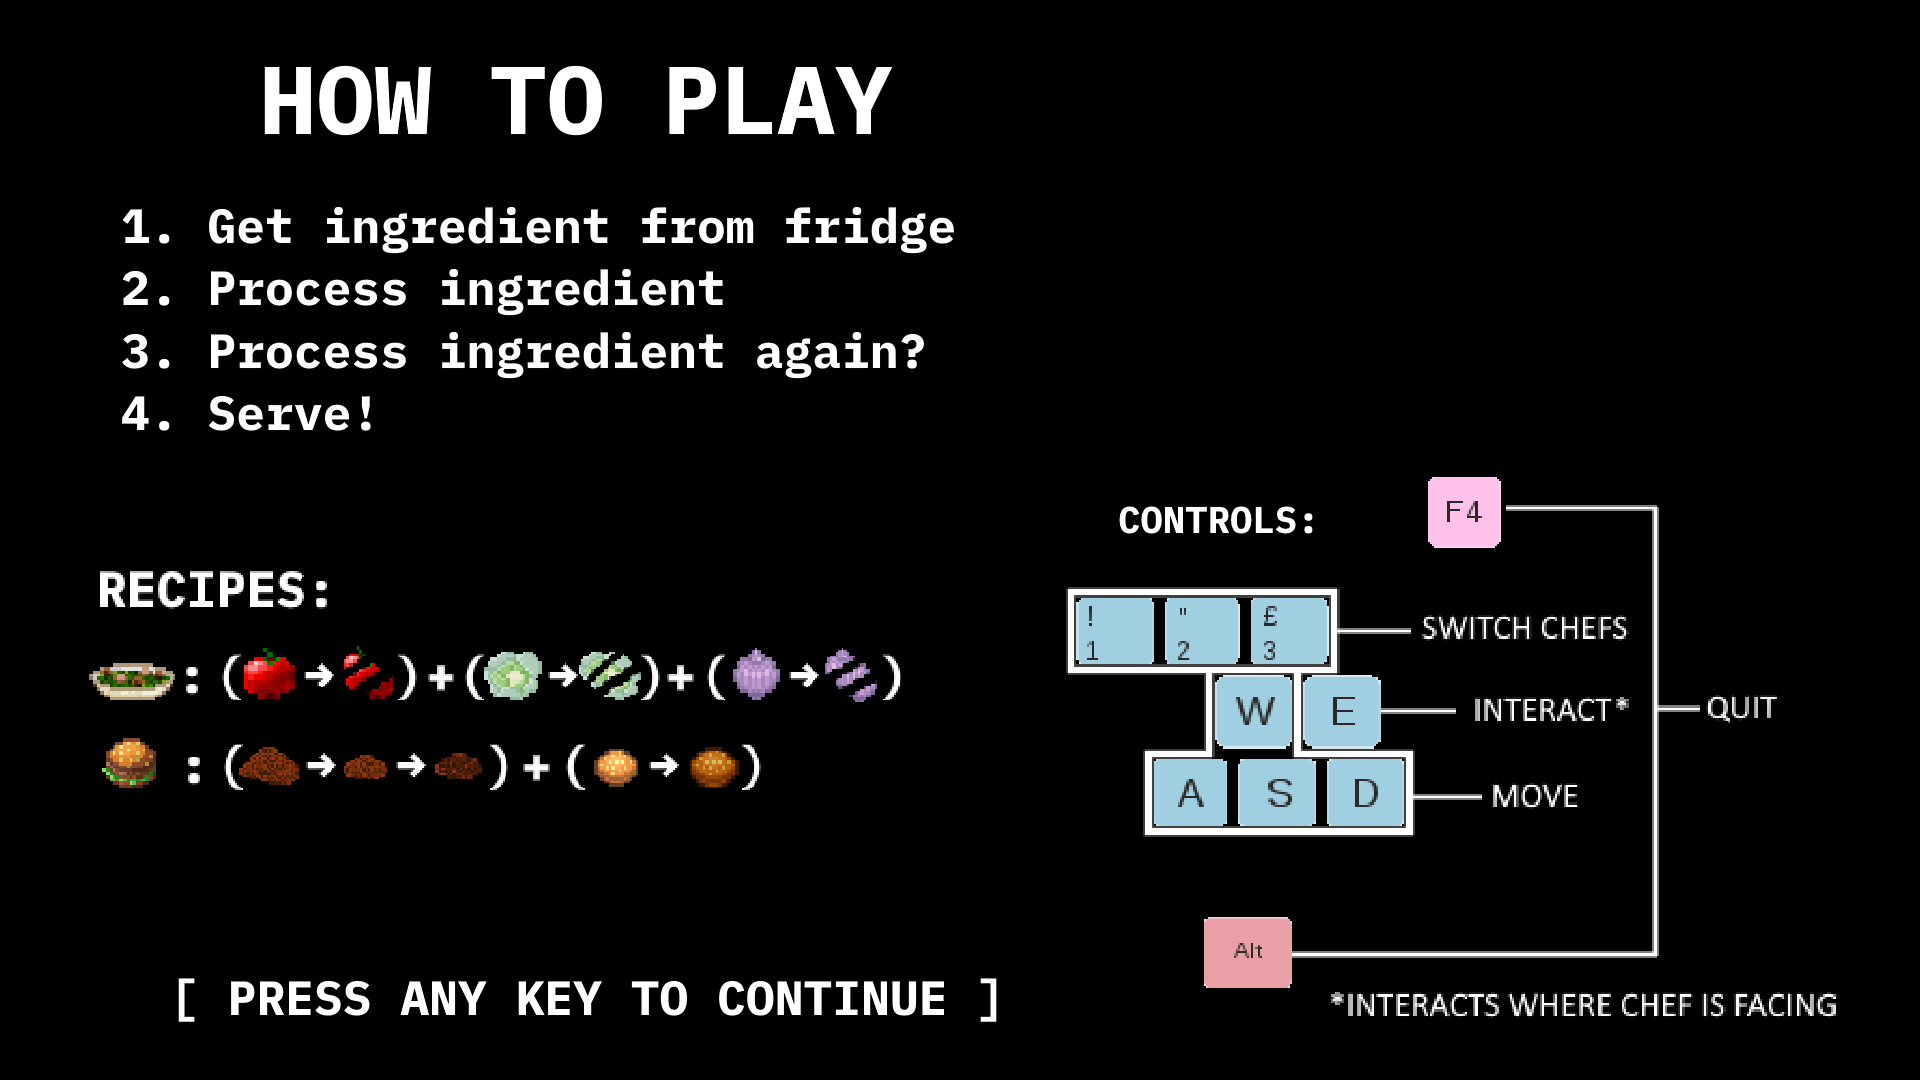 HOW TO PLAY
1. Get ingredient from fridge
2. Process ingredient
3. Process ingredient again?
4. Serve!
RECIPES:
: ( → ) + ( → ) + ( → )
: ( → → ) + ( → )
[ PRESS ANY KEY TO CONTINUE ]
CONTROLS:
F4
! " £
1 2 3
SWITCH CHEFS
W E
INTERACT*
QUIT
A S D
MOVE
Alt
*INTERACTS WHERE CHEF IS FACING